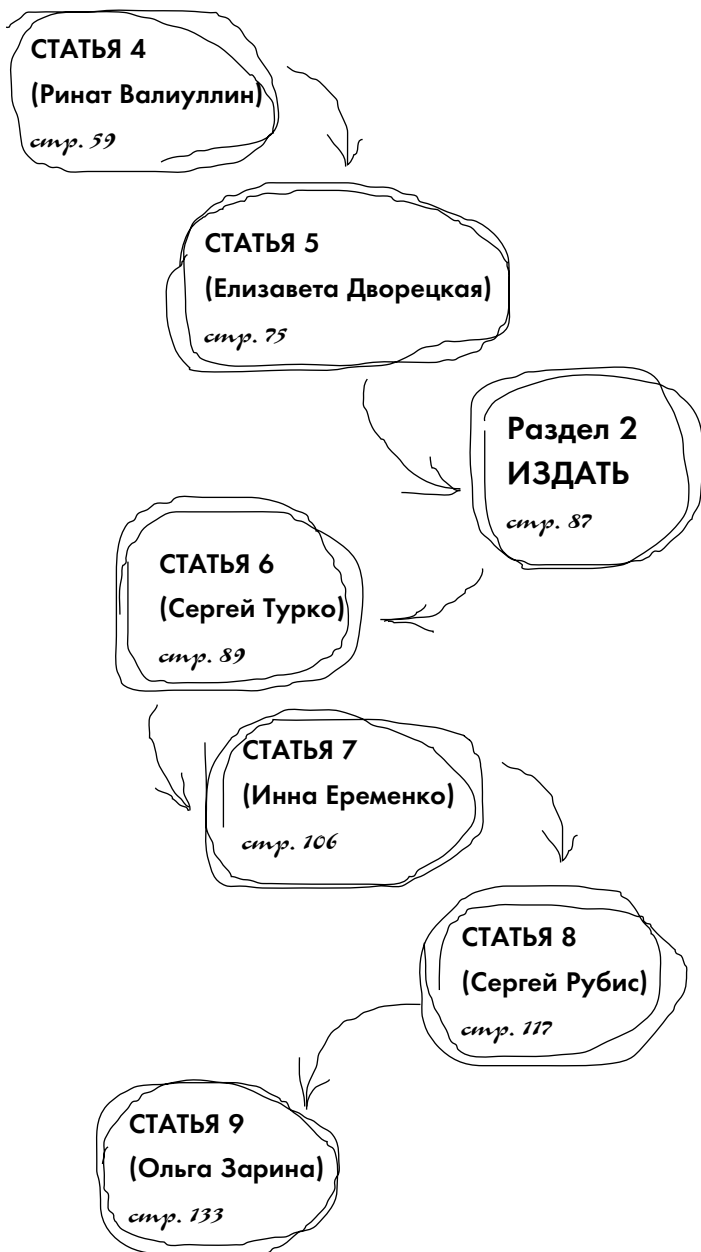 СТАТЬЯ 4
(Ринат Валиуллин)
стр. 59
СТАТЬЯ 5
(Елизавета Дворецкая)
стр. 75
Раздел 2
ИЗДАТЬ
стр. 87
СТАТЬЯ 6
(Сергей Турко)
стр. 89
СТАТЬЯ 7
(Инна Еременко)
стр. 106
СТАТЬЯ 8
(Сергей Рубис)
стр. 117
СТАТЬЯ 9
(Ольга Зарина)
стр. 133